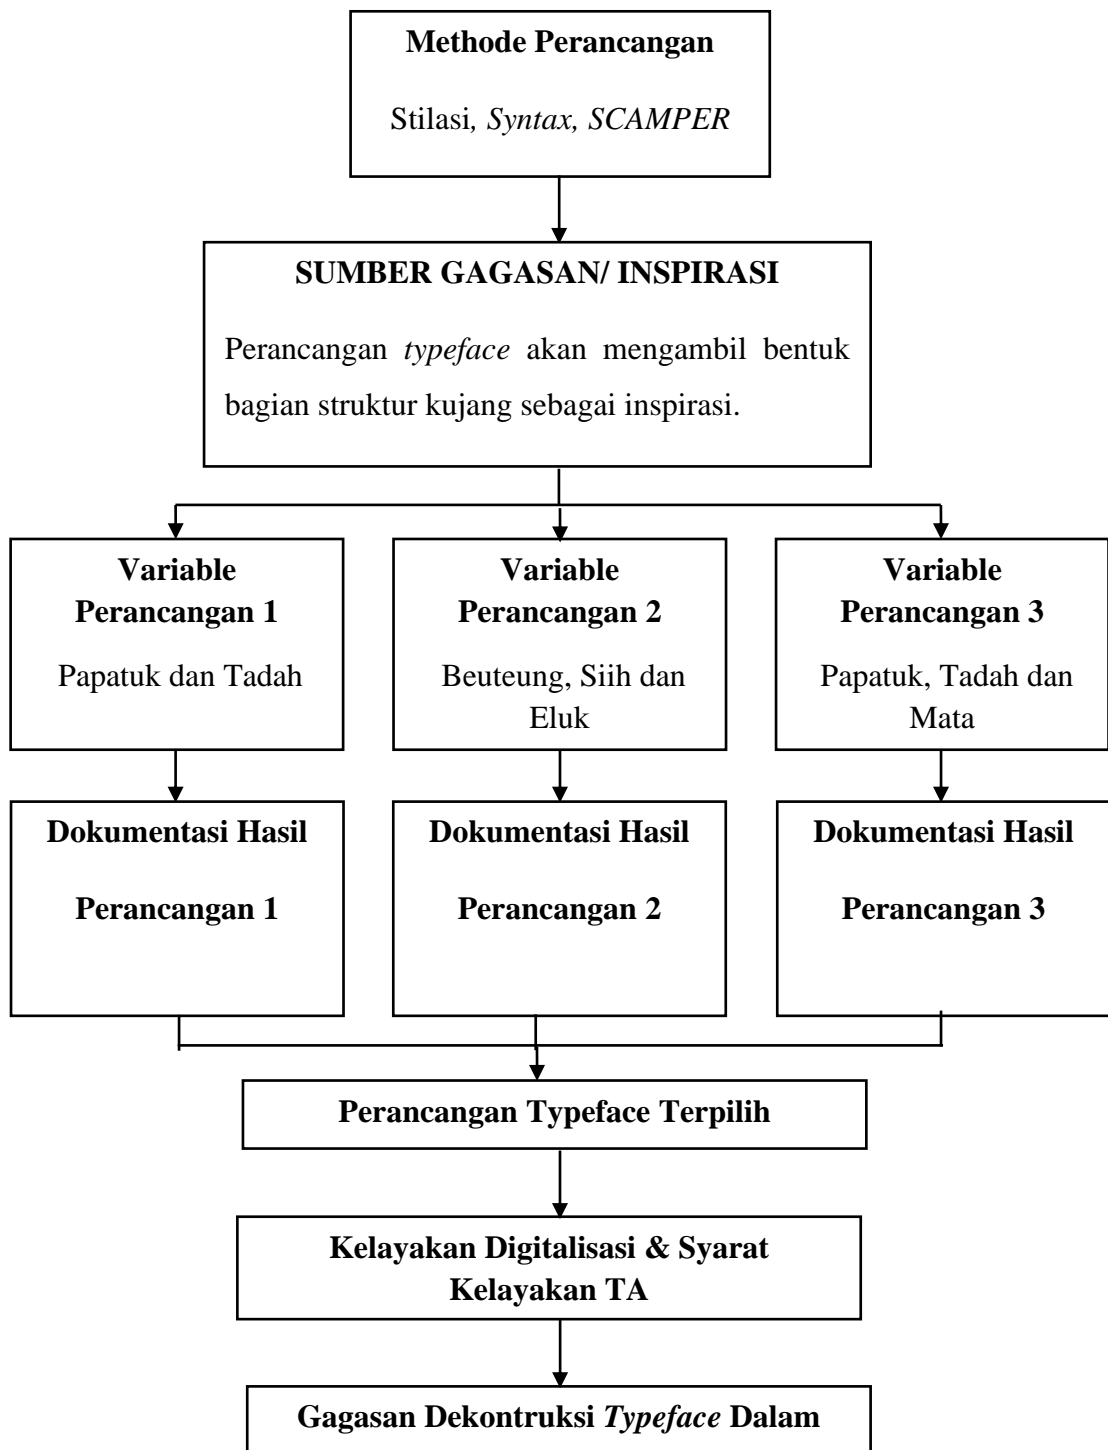 Methode Perancangan
Stilasi, Syntax, SCAMPER
SUMBER GAGASAN/ INSPIRASI
Perancangan typeface akan mengambil bentuk
bagian struktur kujang sebagai inspirasi.
Variable
Perancangan 1
Papatuk dan Tadah
Variable
Perancangan 2
Beuteung, Siih dan
Eluk
Variable
Perancangan 3
Papatuk, Tadah dan
Mata
Dokumentasi Hasil
Perancangan 1
Dokumentasi Hasil
Perancangan 2
Dokumentasi Hasil
Perancangan 3
Perancangan Typeface Terpilih
Kelayakan Digitalisasi & Syarat
Kelayakan TA
Gagasan Dekontruksi Typeface Dalam